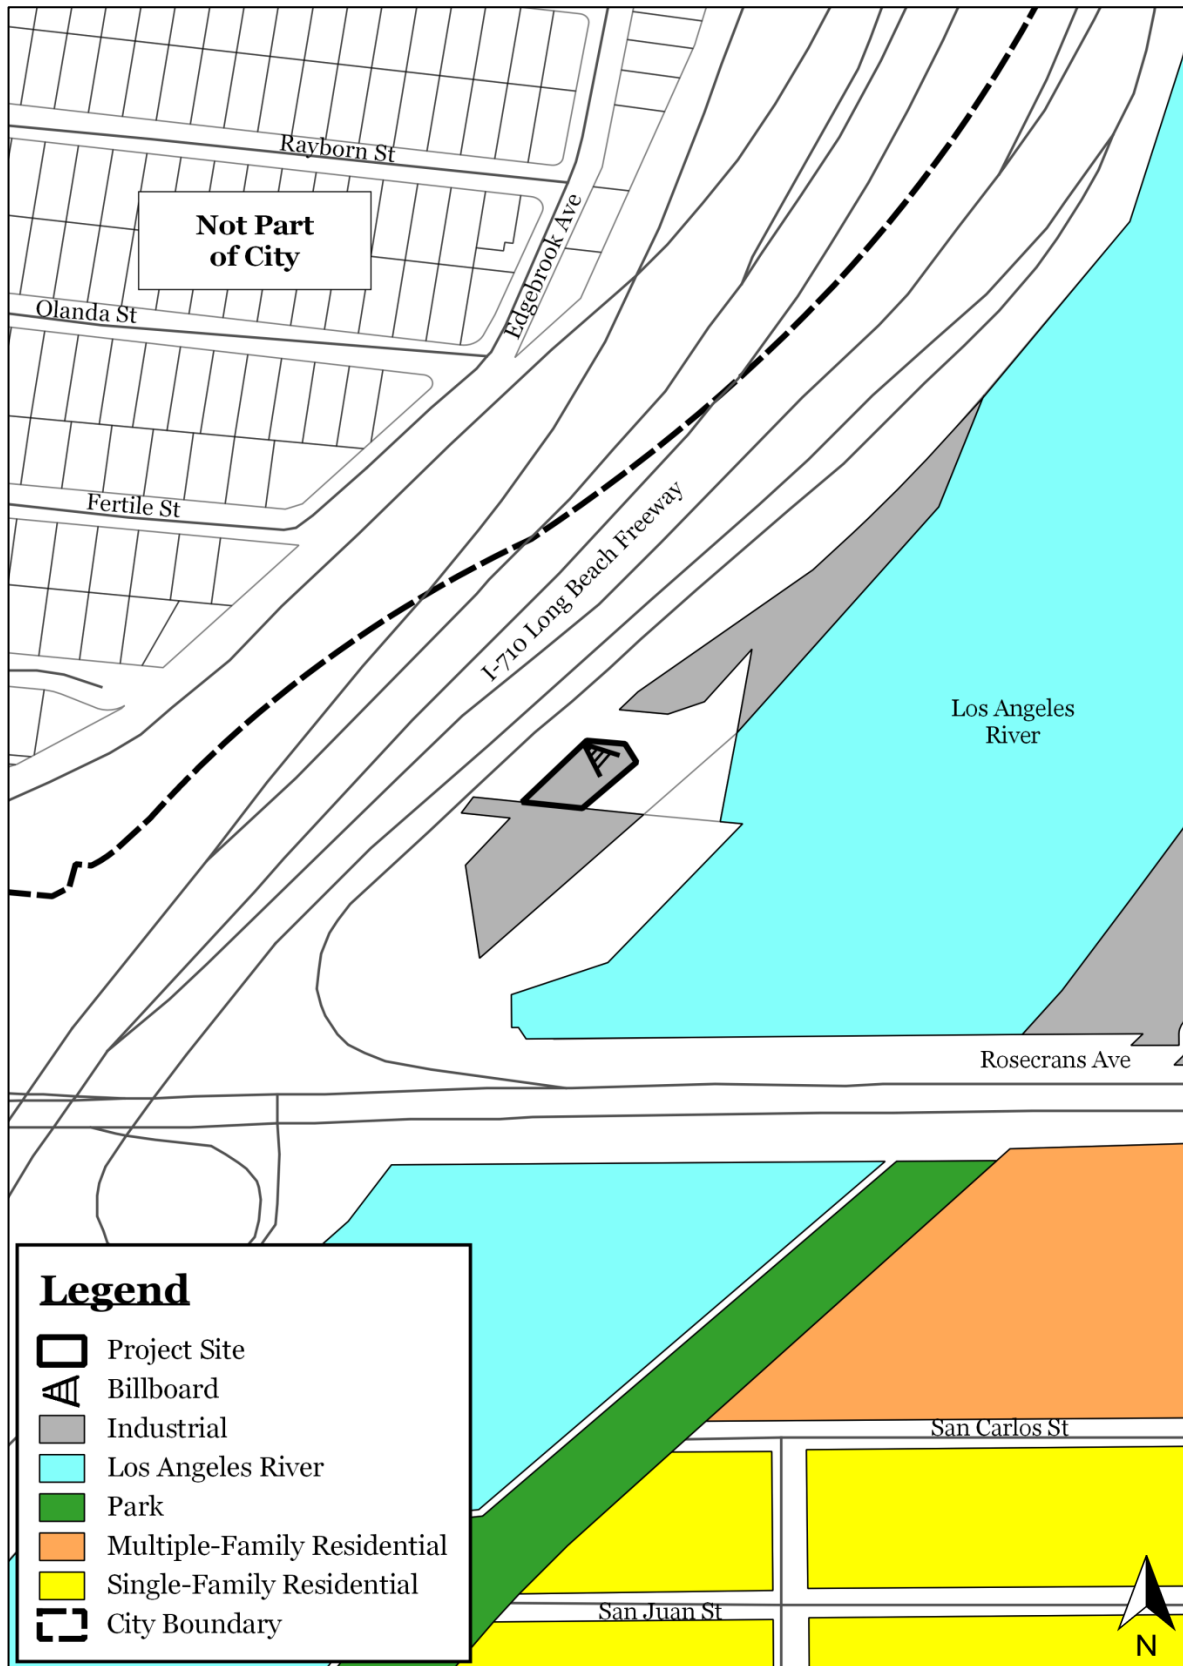 Rayborn St
Not Part
of City
Edgebrook Ave
Olanda St
Fertile St
I-710 Long Beach Freeway
Los Angeles
River
Rosecrans Ave
Legend
Project Site
Billboard
Industrial
Los Angeles River
Park
Multiple-Family Residential
Single-Family Residential
City Boundary
San Carlos St
San Juan St
N